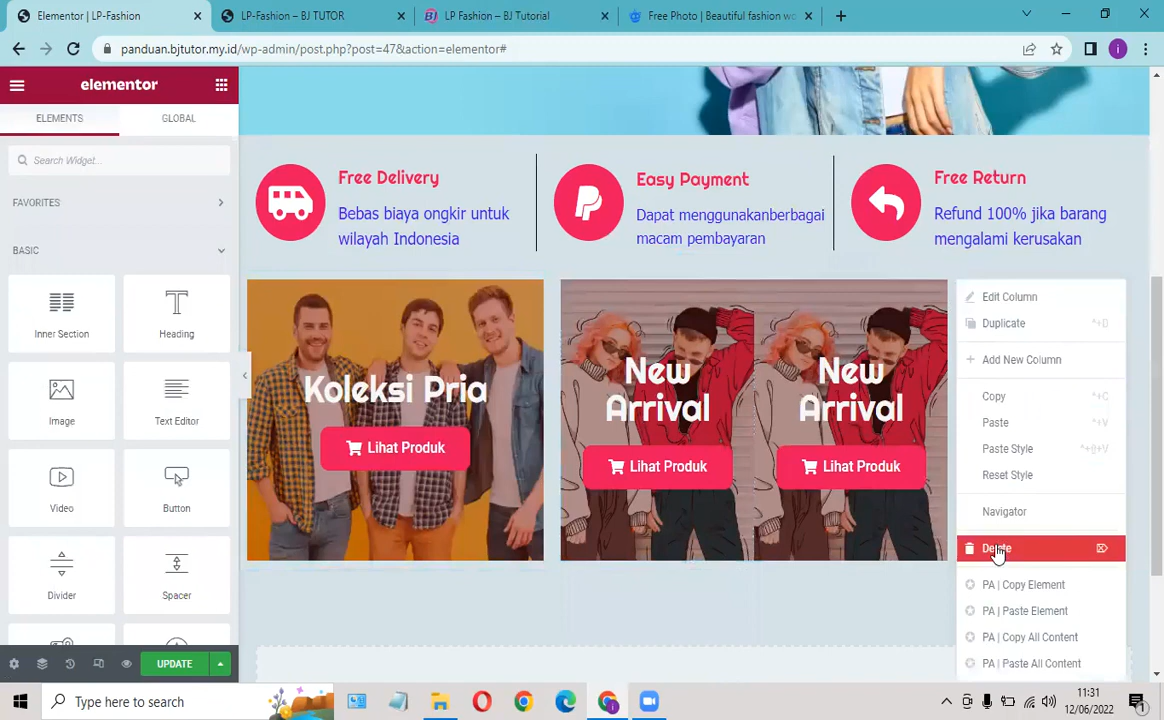 Elementor | LP-Fashion
LP-Fashion – BJ TUTOR
LP Fashion – BJ Tutorial
Free Photo | Beautiful fashion wo
panduan.bjtutor.my.id/wp-admin/post.php?post=47&action=elementor#
i
elementor
ELEMENTS
GLOBAL
Search Widget...
FAVORITES
BASIC
Inner Section
Heading
Image
Text Editor
Video
Button
Divider
Spacer
UPDATE
Free Delivery
Bebas biaya ongkir untuk
wilayah Indonesia
Easy Payment
Dapat menggunakanberbagai
macam pembayaran
Free Return
Refund 100% jika barang
mengalami kerusakan
Koleksi Pria
Lihat Produk
New
Arrival
Lihat Produk
New
Arrival
Lihat Produk
Edit Column
Duplicate ^+D
Add New Column
Copy ^+C
Paste ^+V
Paste Style ^+⇧+V
Reset Style
Navigator
Delete
PA | Copy Element
PA | Paste Element
PA | Copy All Content
PA | Paste All Content
Type here to search
11:31
12/06/2022
1